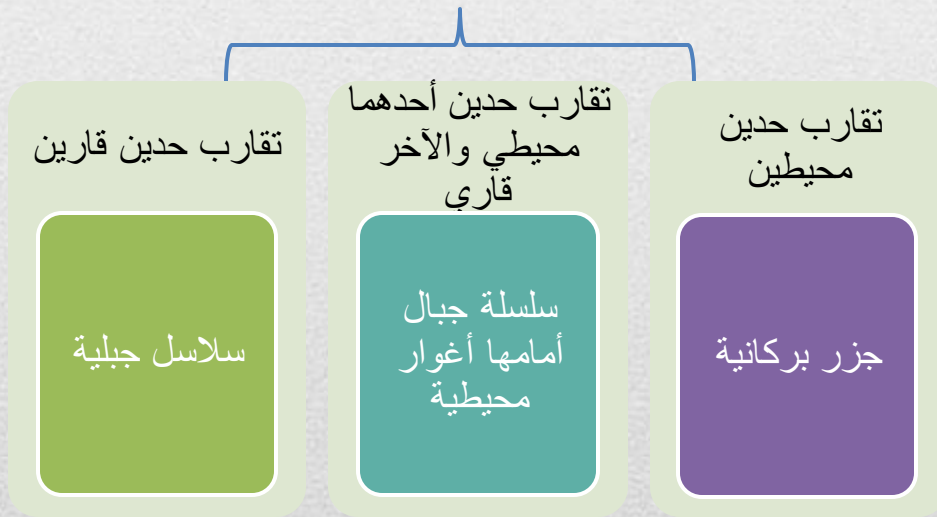 تقارب حدين
محيطين
جزر بركانية
تقارب حدين أحدهما
محيطي والآخر
قاري
سلسلة جبال
أمامها أغوار
محيطية
تقارب حدين قارين
سلاسل جبلية